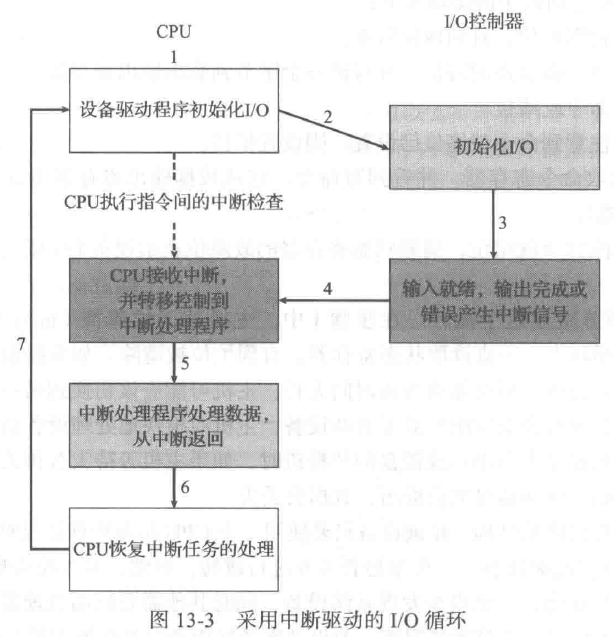 CPU
I/O控制器
1
设备驱动程序初始化I/O
2
初始化I/O
CPU执行指令间的中断检查
3
CPU接收中断,
并转移控制到
中断处理程序
4
输入就绪，输出完成或
错误产生中断信号
7
5
中断处理程序处理数据,
从中断返回
6
CPU恢复中断任务的处理
图 13-3 采用中断驱动的 I/O 循环